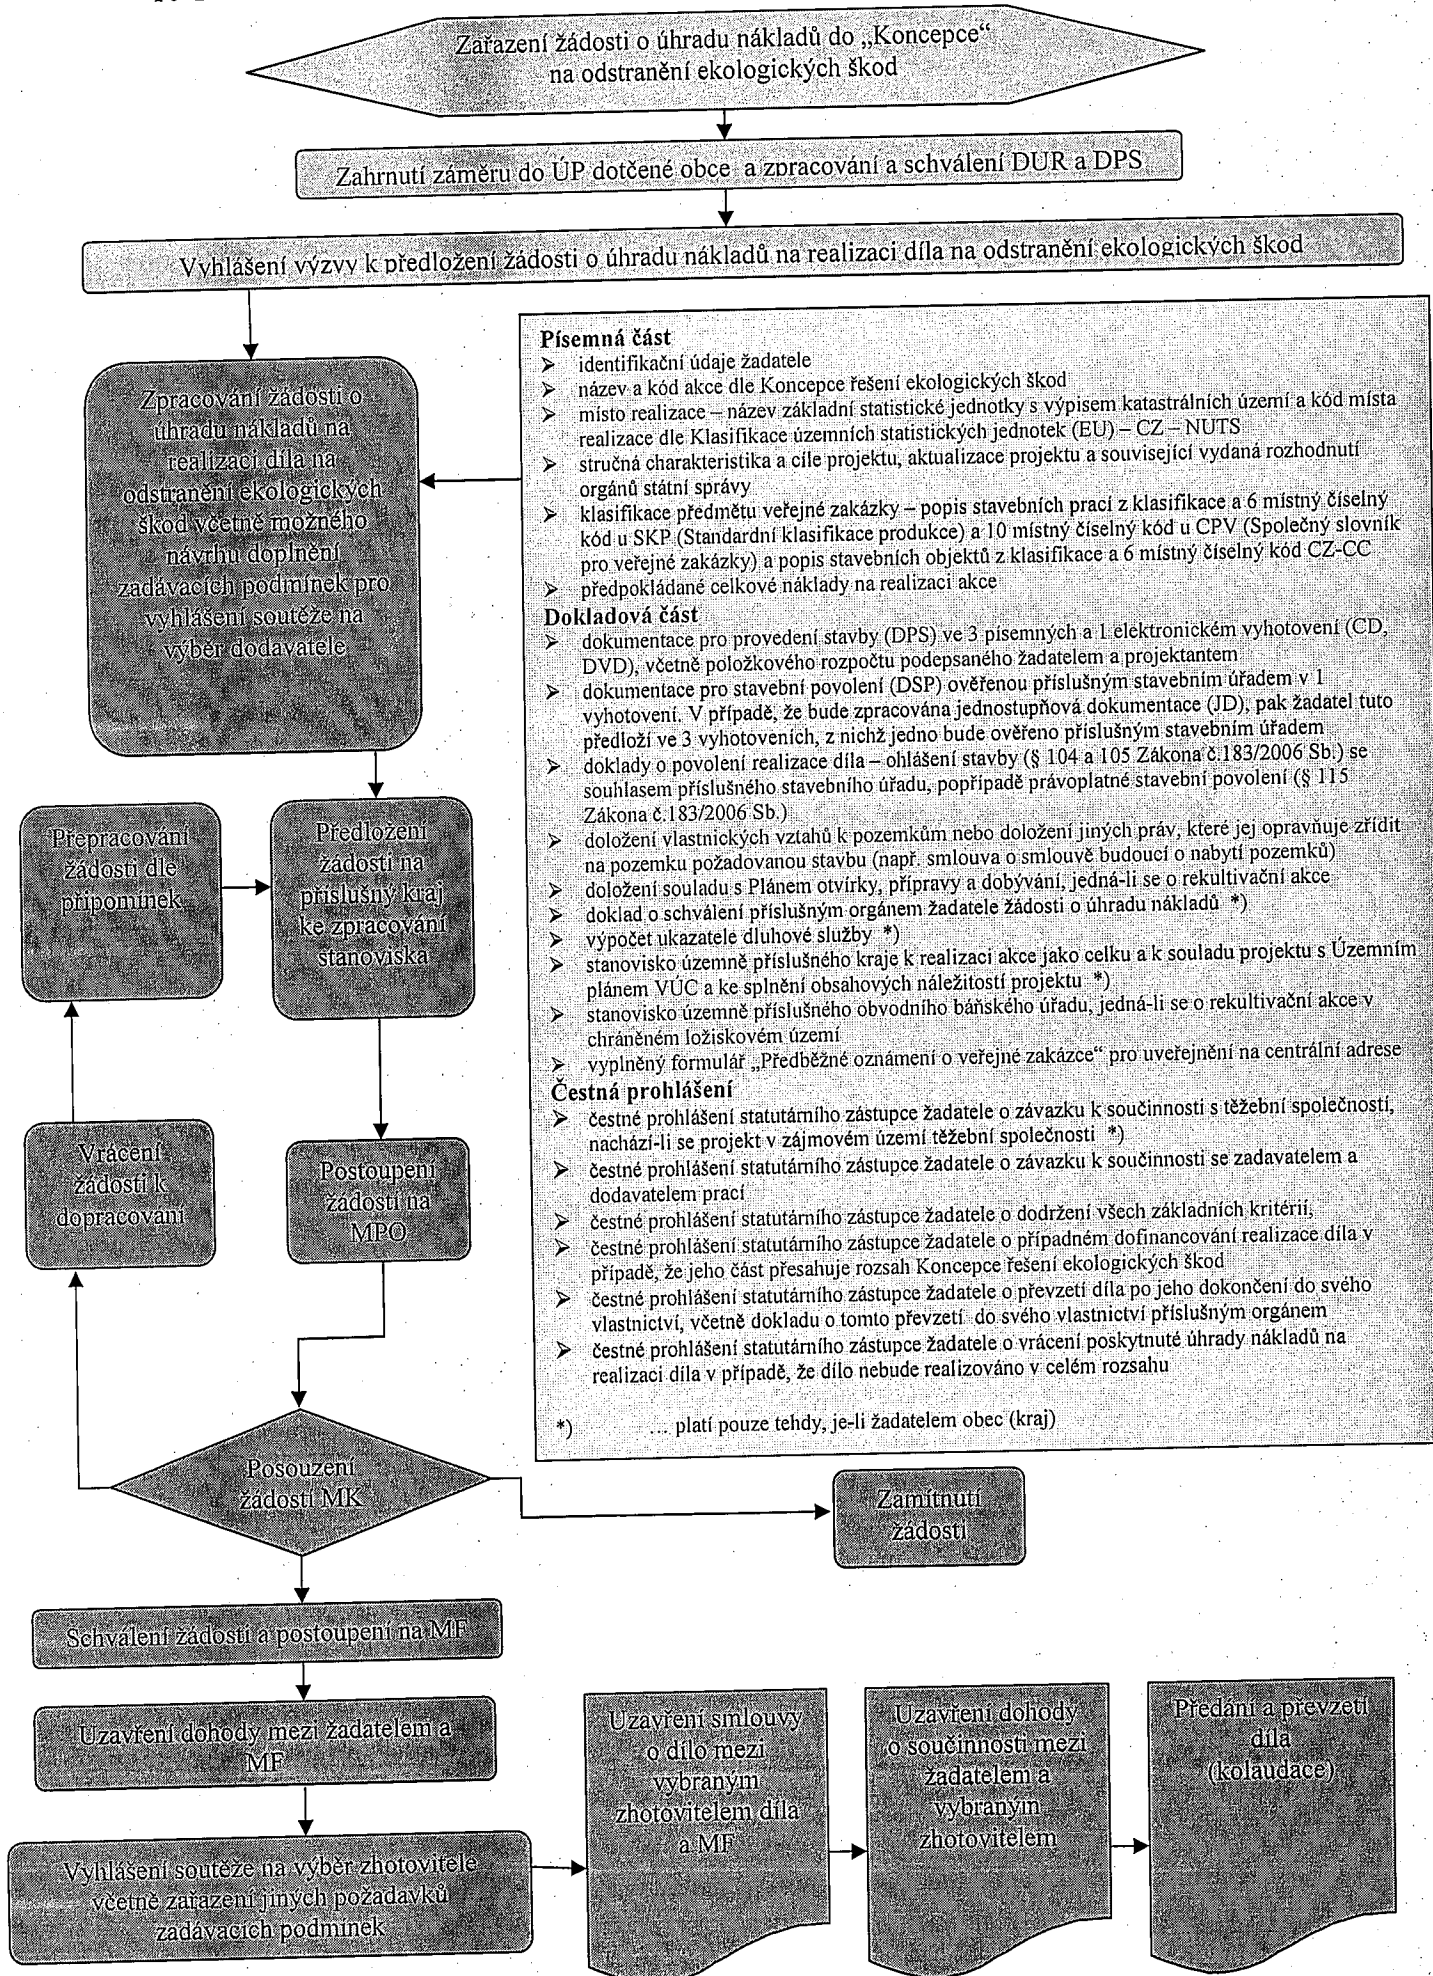 Zařazení žádosti o úhradu nákladů do „Koncepce“
na odstranění ekologických škod
Zahrnutí záměru do ÚP dotčené obce a zpracování a schválení DUR a DPS
Vyhlášení výzvy k předložení žádosti o úhradu nákladů na realizaci díla na odstranění ekologických škod
Zpracování žádosti o
úhradu nákladů na
realizaci díla na
odstranění ekologických
škod včetně možného
návrhu doplnění
zadávacích podmínek pro
vyhlášení soutěže na
výběr dodavatele
Písemná část
➢ identifikační údaje žadatele
➢ název a kód akce dle Koncepce řešení ekologických škod
➢ místo realizace – název základní statistické jednotky s výpisem katastrálních území a kód místa
realizace dle Klasifikace územních statistických jednotek (EU) – CZ – NUTS
➢ stručná charakteristika a cíle projektu, aktualizace projektu a související vydaná rozhodnutí
orgánů státní správy
➢ klasifikace předmětu veřejné zakázky – popis stavebních prací z klasifikace a 6 místný číselný
kód u SKP (Standardní klasifikace produkce) a 10 místný číselný kód u CPV (Společný slovník
pro veřejné zakázky) a popis stavebních objektů z klasifikace a 6 místný číselný kód CZ-CC
➢ předpokládané celkové náklady na realizaci akce
Dokladová část
➢ dokumentace pro provedení stavby (DPS) ve 3 písemných a 1 elektronickém vyhotovení (CD,
DVD), včetně položkového rozpočtu podepsaného žadatelem a projektantem
➢ dokumentace pro stavební povolení (DSP) ověřenou příslušným stavebním úřadem v 1
vyhotovení. V případě, že bude zpracována jednostupňová dokumentace (JD), pak žadatel tuto
předloží ve 3 vyhotoveních, z nichž jedno bude ověřeno příslušným stavebním úřadem
➢ doklady o povolení realizace díla – ohlášení stavby (§ 104 a 105 Zákona č.183/2006 Sb.) se
souhlasem příslušného stavebního úřadu, popřípadě právoplatné stavební povolení (§ 115
Zákona č.183/2006 Sb.)
➢ doložení vlastnických vztahů k pozemkům nebo doložení jiných práv, které jej opravňuje zřídit
na pozemku požadovanou stavbu (např. smlouva o smlouvě budoucí o nabytí pozemků)
➢ doložení souladu s Plánem otvírky, přípravy a dobývání, jedná-li se o rekultivační akce
➢ doklad o schválení příslušným orgánem žadatele žádosti o úhradu nákladů *)
➢ výpočet ukazatele dluhové služby *)
➢ stanovisko územně příslušného kraje k realizaci akce jako celku a k souladu projektu s Územním
plánem VÚC a ke splnění obsahových náležitostí projektu *)
➢ stanovisko územně příslušného obvodního báňského úřadu, jedná-li se o rekultivační akce v
chráněném ložiskovém území
➢ vyplněný formulář „Předběžné oznámení o veřejné zakázce“ pro uveřejnění na centrální adrese
Čestná prohlášení
➢ čestné prohlášení statutárního zástupce žadatele o závazku k součinnosti s těžební společností,
nachází-li se projekt v zájmovém území těžební společnosti *)
➢ čestné prohlášení statutárního zástupce žadatele o závazku k součinnosti se zadavatelem a
dodavatelem prací
➢ čestné prohlášení statutárního zástupce žadatele o dodržení všech základních kritérií,
➢ čestné prohlášení statutárního zástupce žadatele o případném dofinancování realizace díla v
případě, že jeho část přesahuje rozsah Koncepce řešení ekologických škod
➢ čestné prohlášení statutárního zástupce žadatele o převzetí díla po jeho dokončení do svého
vlastnictví, včetně dokladu o tomto převzetí do svého vlastnictví příslušným orgánem
➢ čestné prohlášení statutárního zástupce žadatele o vrácení poskytnuté úhrady nákladů na
realizaci díla v případě, že dílo nebude realizováno v celém rozsahu
*) … platí pouze tehdy, je-li žadatelem obec (kraj)
Přepracování
žádosti dle
připomínek
Předložení
žádosti na
příslušný kraj
ke zpracování
stanoviska
Vrácení
žádosti k
dopracování
Postoupení
žádosti na
MPO
Posouzení
žádosti MK
Zamítnutí
žádosti
Schválení žádosti a postoupení na MF
Uzavření dohody mezi žadatelem a
MF
Vyhlášení soutěže na výběr zhotovitele
včetně zařazení jiných požadavků
zadávacích podmínek
Uzavření smlouvy
o dílo mezi
vybraným
zhotovitelem díla
a MF
Uzavření dohody
o součinnosti mezi
žadatelem a
vybraným
zhotovitelem
Předání a převzetí
díla
(kolaudace)